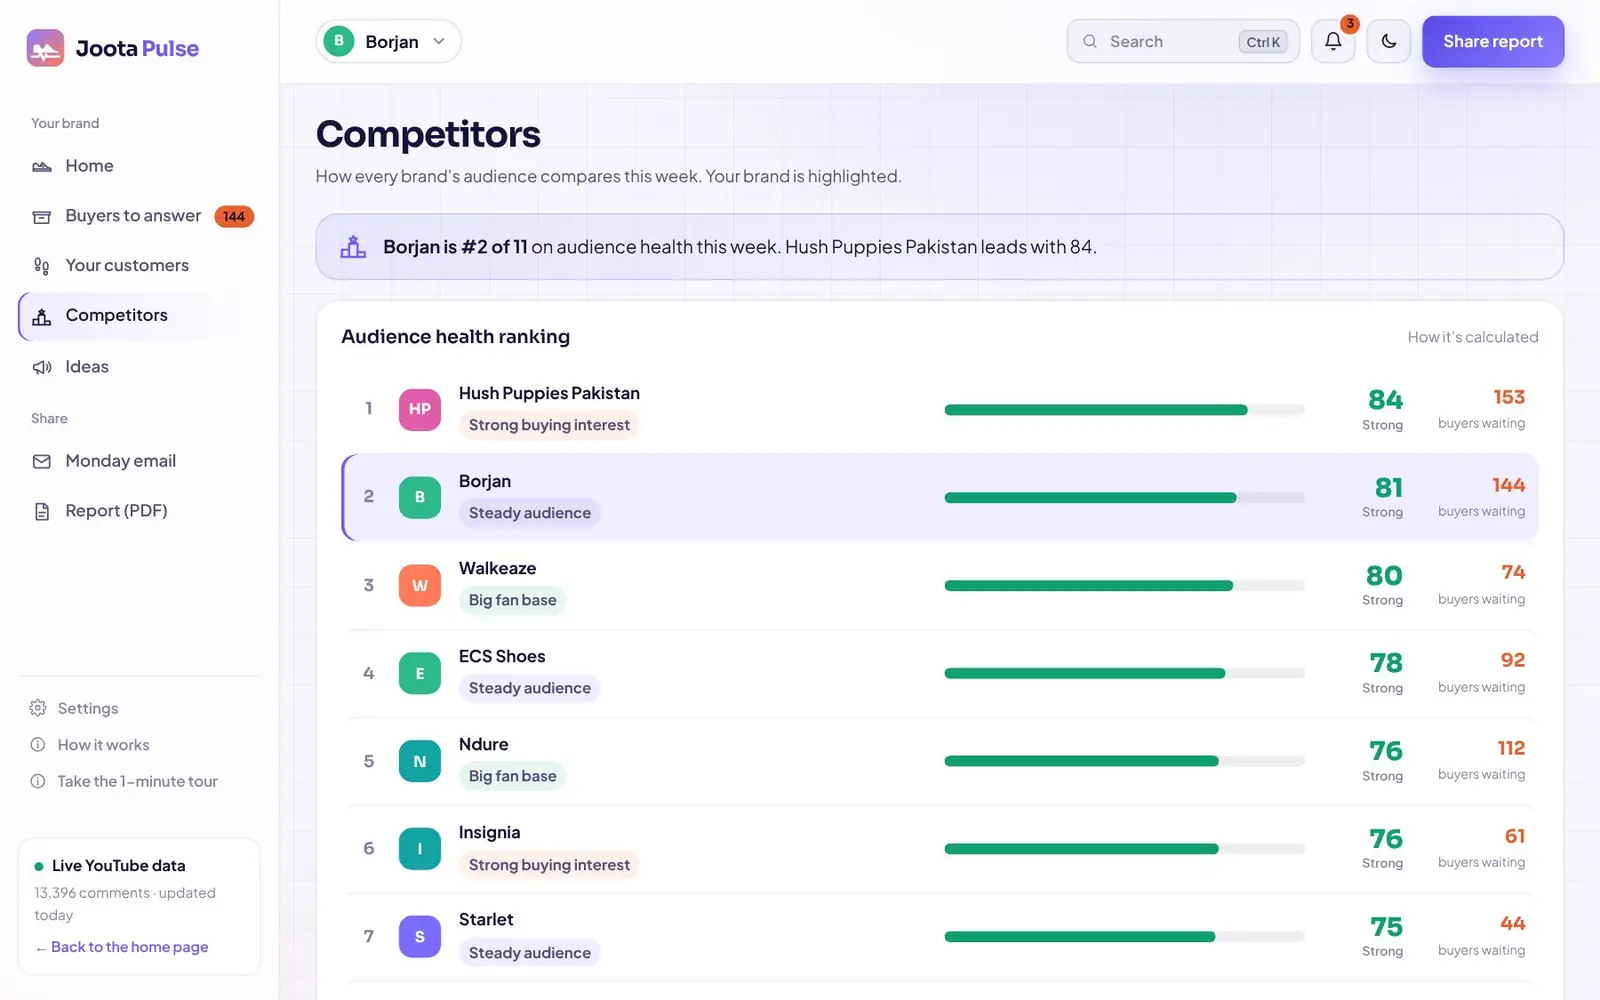 Joota Pulse
Your brand
Home
Buyers to answer 144
Your customers
Competitors
Ideas
Share
Monday email
Report (PDF)
Settings
How it works
Take the 1-minute tour
Live YouTube data
13,396 comments · updated
today
← Back to the home page
B Borjan
Search Ctrl K
3
Share report
Competitors
How every brand's audience compares this week. Your brand is highlighted.
Borjan is #2 of 11 on audience health this week. Hush Puppies Pakistan leads with 84.
Audience health ranking
How it's calculated
1 HP Hush Puppies Pakistan
Strong buying interest
84
Strong
153
buyers waiting
2 B Borjan
Steady audience
81
Strong
144
buyers waiting
3 W Walkeaze
Big fan base
80
Strong
74
buyers waiting
4 E ECS Shoes
Steady audience
78
Strong
92
buyers waiting
5 N Ndure
Big fan base
76
Strong
112
buyers waiting
6 I Insignia
Strong buying interest
76
Strong
61
buyers waiting
7 S Starlet
Steady audience
75
Strong
44
buyers waiting